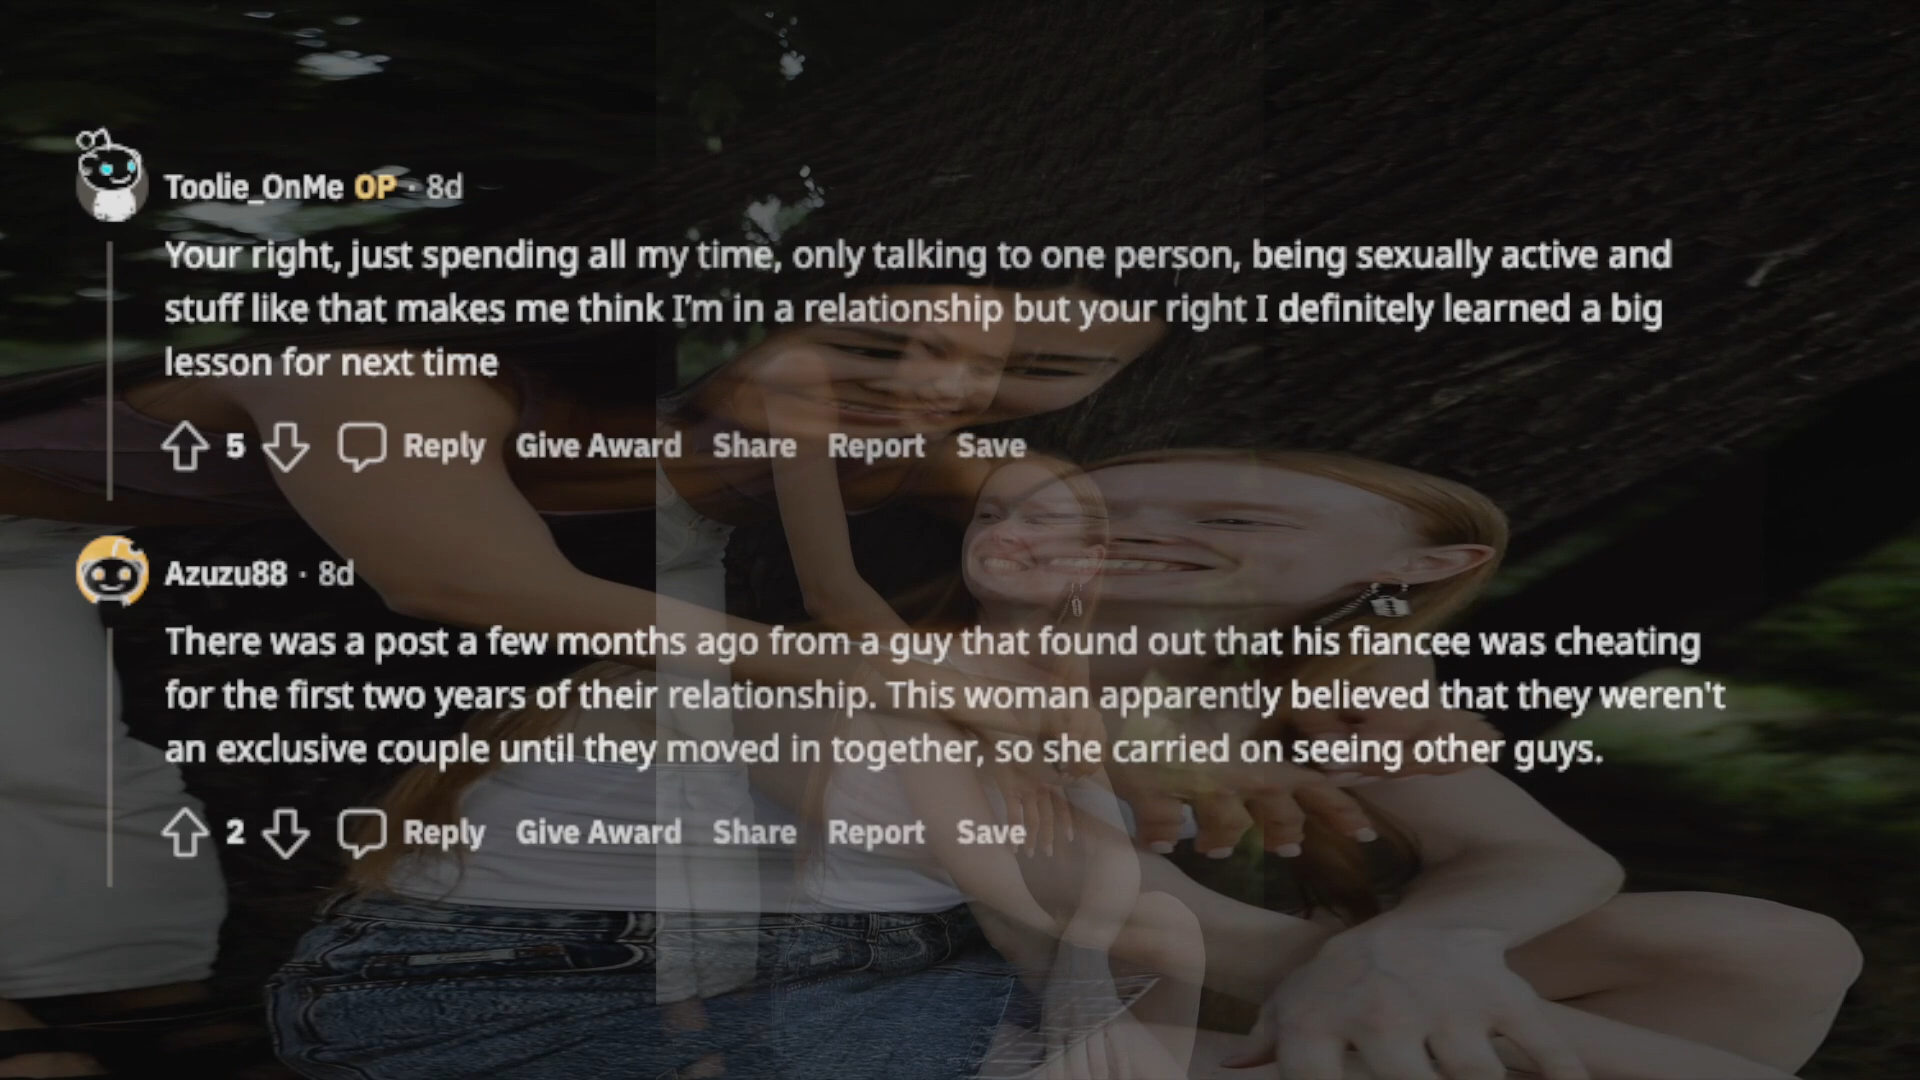 Toolie_OnMe OP · 8d
Your right, just spending all my time, only talking to one person, being sexually active and
stuff like that makes me think I'm in a relationship but your right I definitely learned a big
lesson for next time
5 Reply Give Award Share Report Save
Azuzu88 · 8d
There was a post a few months ago from a guy that found out that his fiancee was cheating
for the first two years of their relationship. This woman apparently believed that they weren't
an exclusive couple until they moved in together, so she carried on seeing other guys.
2 Reply Give Award Share Report Save